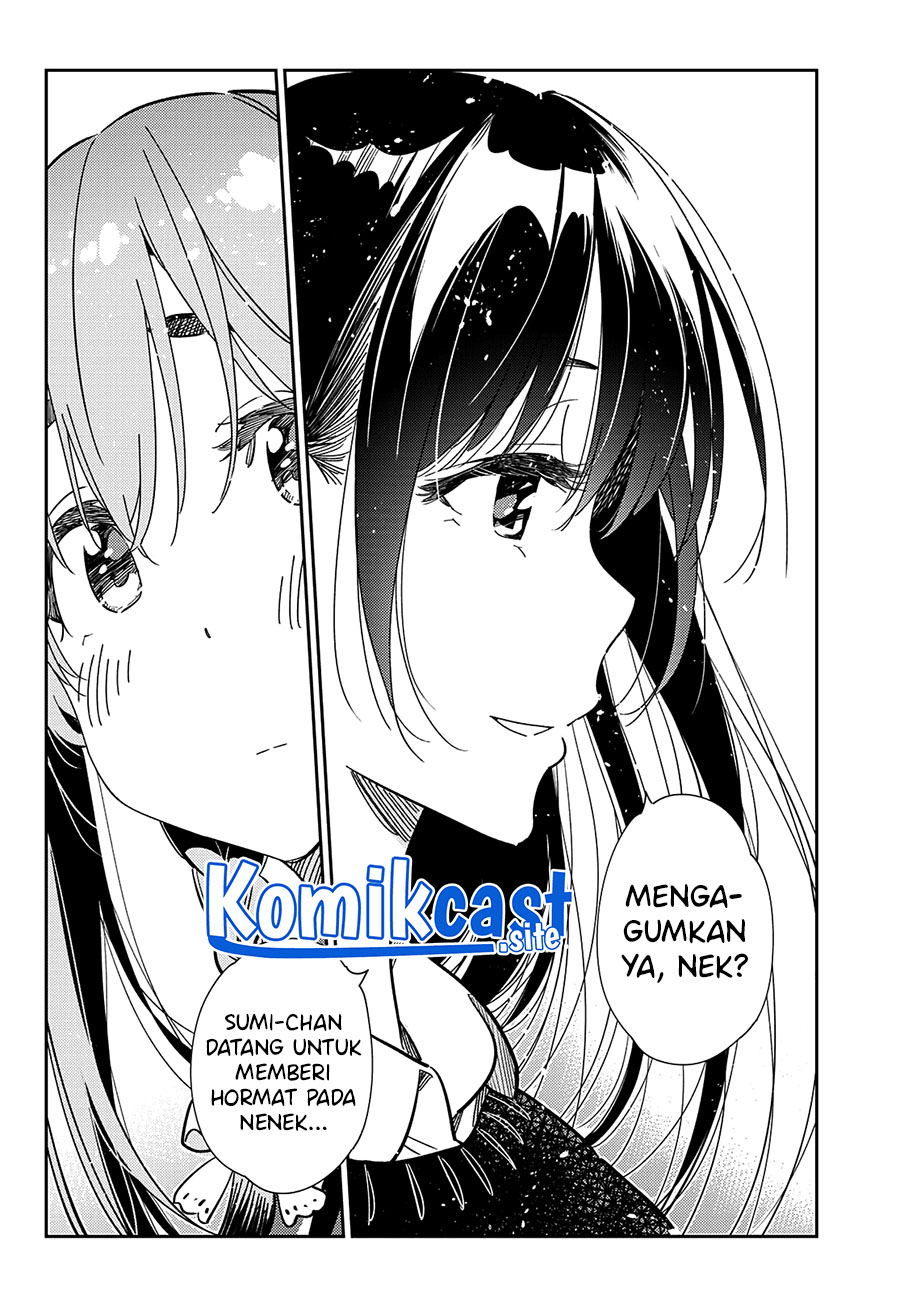 MENGA-
GUMKAN
YA, NEK?
SUMI-CHAN
DATANG UNTUK
MEMBERI
HORMAT PADA
NENEK...
Komikcast
.site